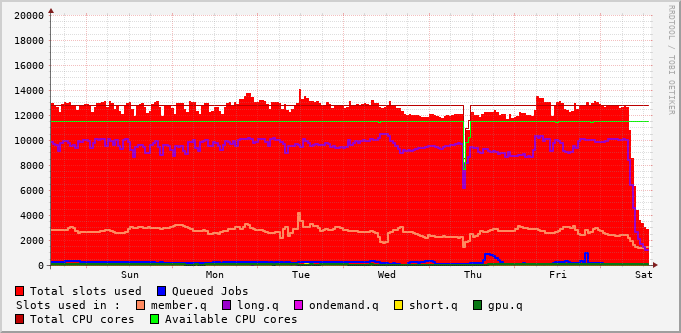 RRDTOOL / TOBI OETIKER
20000
18000
16000
14000
12000
10000
8000
6000
4000
2000
0
Sun Mon Tue Wed Thu Fri Sat
Total slots used Queued Jobs
Slots used in : member.q long.q ondemand.q short.q gpu.q
Total CPU cores Available CPU cores